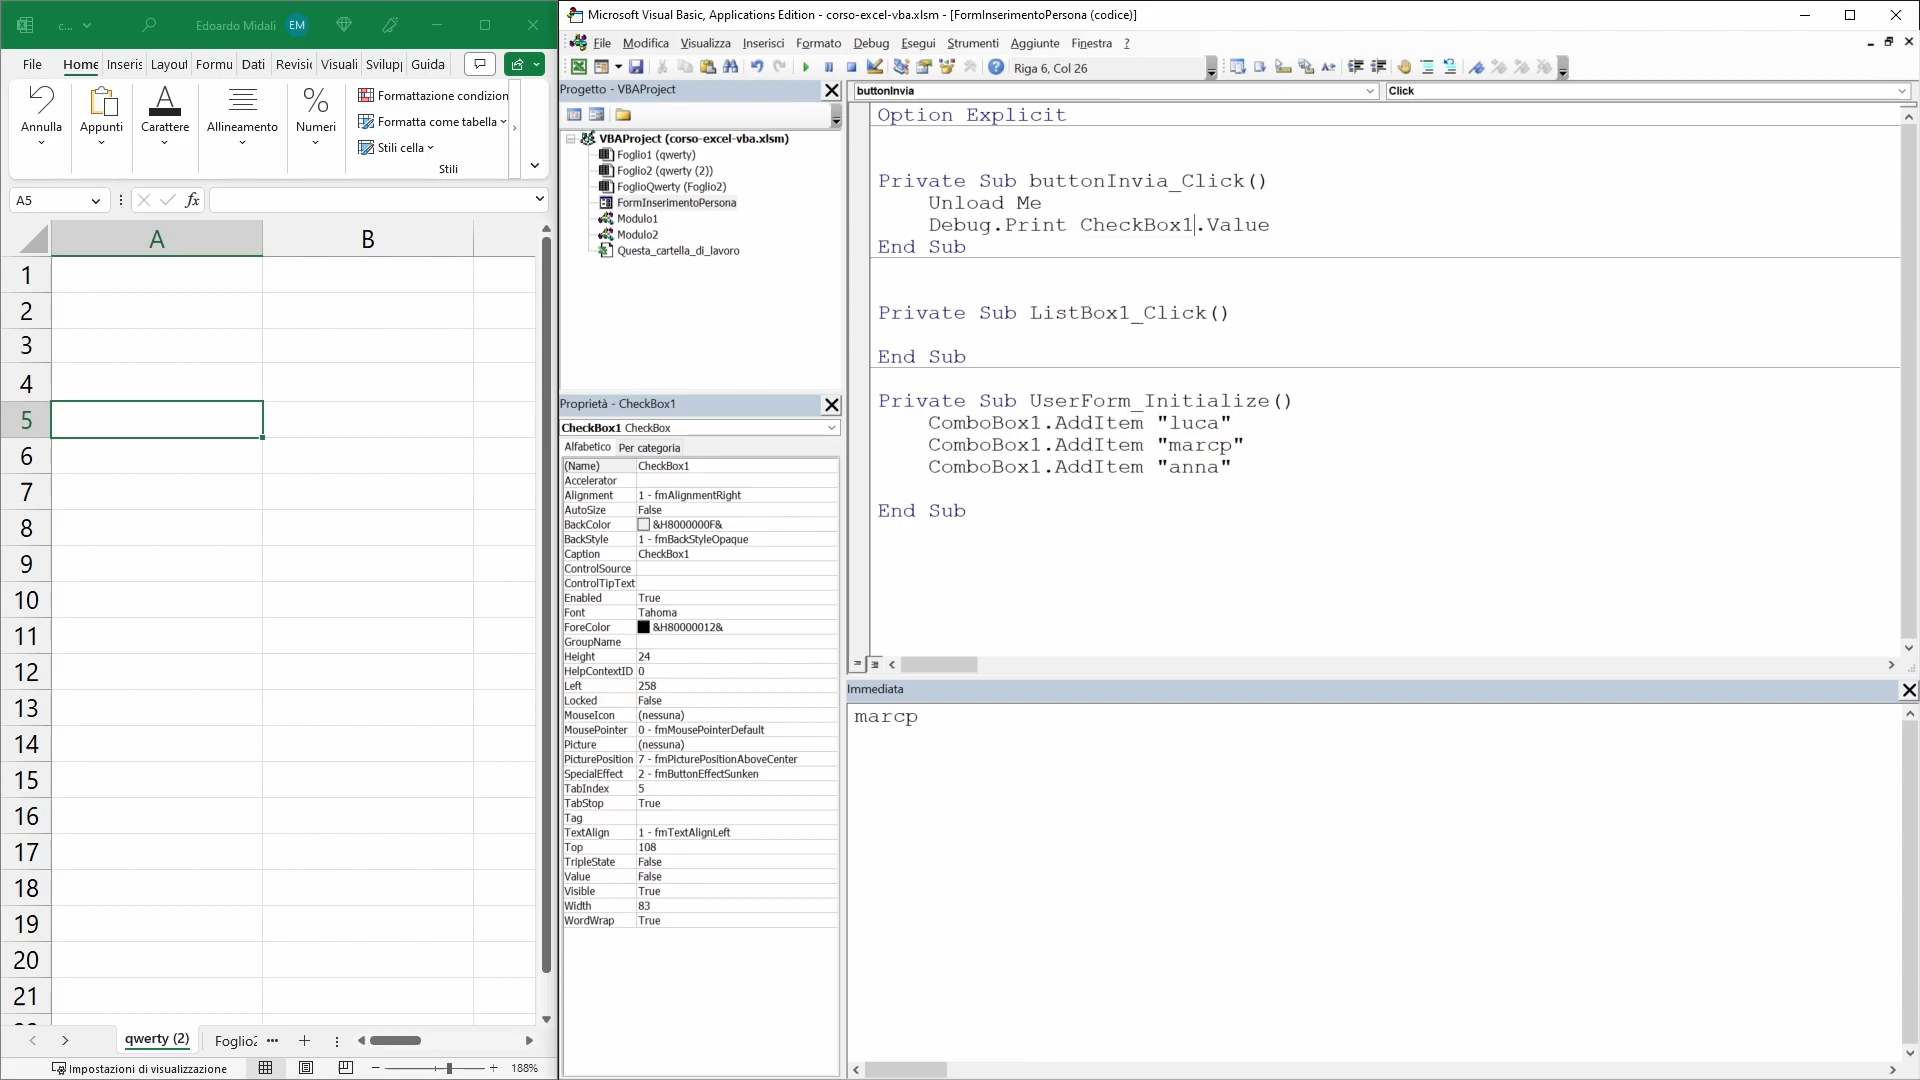 c...
Edoardo Midali
EM
Microsoft Visual Basic, Applications Edition - corso-excel-vba.xlsm - [FormInserimentoPersona (codice)]
File Home Inseris Layout Formu Dati Revisio Visuali Svilupp Guida
File Modifica Visualizza Inserisci Formato Debug Esegui Strumenti Aggiunte Finestra ?
Riga 6, Col 26
Annulla
Appunti
Carattere
Allineamento
Numeri
Formattazione condizion
Formatta come tabella
Stili cella
Stili
A5
fx
A B
1
2
3
4
5
6
7
8
9
10
11
12
13
14
15
16
17
18
19
20
21
qwerty (2) Foglio2 ...
Impostazioni di visualizzazione
188%
Progetto - VBAProject
VBAProject (corso-excel-vba.xlsm)
Foglio1 (qwerty)
Foglio2 (qwerty (2))
FoglioQwerty (Foglio2)
FormInserimentoPersona
Modulo1
Modulo2
Questa_cartella_di_lavoro
Proprietà - CheckBox1
CheckBox1 CheckBox
Alfabetico Per categoria
(Name) CheckBox1
Accelerator
Alignment 1 - fmAlignmentRight
AutoSize False
BackColor &H8000000F&
BackStyle 1 - fmBackStyleOpaque
Caption CheckBox1
ControlSource
ControlTipText
Enabled True
Font Tahoma
ForeColor &H80000012&
GroupName
Height 24
HelpContextID 0
Left 258
Locked False
MouseIcon (nessuna)
MousePointer 0 - fmMousePointerDefault
Picture (nessuna)
PicturePosition 7 - fmPicturePositionAboveCenter
SpecialEffect 2 - fmButtonEffectSunken
TabIndex 5
TabStop True
Tag
TextAlign 1 - fmTextAlignLeft
Top 108
TripleState False
Value False
Visible True
Width 83
WordWrap True
buttonInvia
Click
Option Explicit
Private Sub buttonInvia_Click()
Unload Me
Debug.Print CheckBox1.Value
End Sub
Private Sub ListBox1_Click()
End Sub
Private Sub UserForm_Initialize()
ComboBox1.AddItem "luca"
ComboBox1.AddItem "marcp"
ComboBox1.AddItem "anna"
End Sub
Immediata
marcp